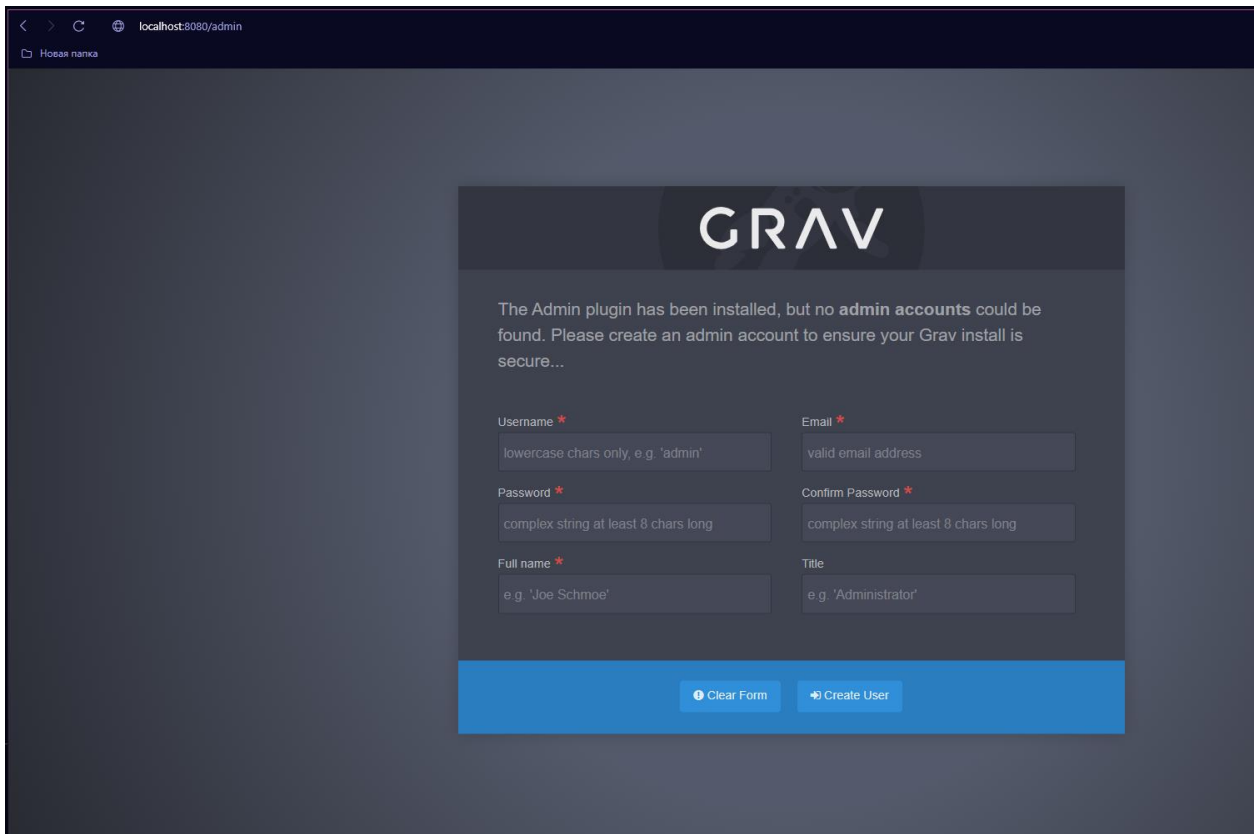 localhost:8080/admin
Новая папка
GRAV
The Admin plugin has been installed, but no admin accounts could be
found. Please create an admin account to ensure your Grav install is
secure...
Username * Email *
lowercase chars only, e.g. 'admin' valid email address
Password * Confirm Password *
complex string at least 8 chars long complex string at least 8 chars long
Full name * Title
e.g. 'Joe Schmoe' e.g. 'Administrator'
Clear Form Create User